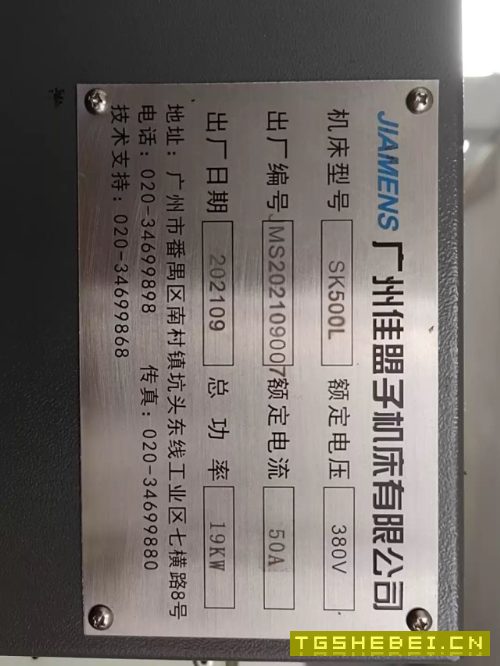 JIAMENS 广州佳盟子机床有限公司
机床型号 SK500L 额定电压 380V
出厂编号 JMS202109007 额定电流 50A
出厂日期 202109 总功率 19KW
地址：广州市番禺区南村镇坑头东线工业区七横路8号
电话：020-34699898 传真：020-34699880
技术支持：020-34699868
TGSHEBEI.CN